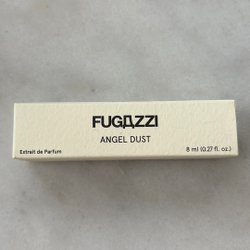 FUGAZZI
ANGEL DUST
Extrait de Parfum
8 ml (0.27 fl. oz.)